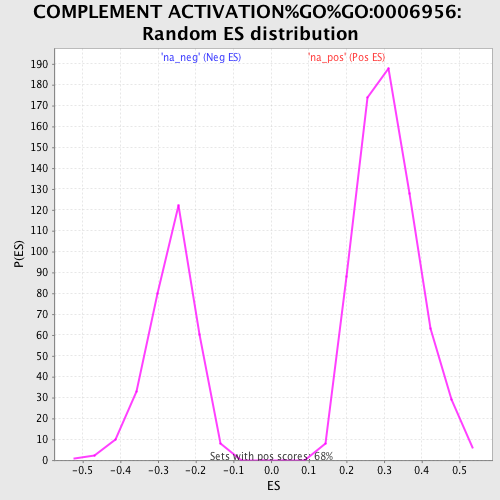 COMPLEMENT ACTIVATION%GO%GO:0006956:
Random ES distribution
'na_neg' (Neg ES)
'na_pos' (Pos ES)
P(ES)
190
180
170
160
150
140
130
120
110
100
90
80
70
60
50
40
30
20
10
0
Sets with pos scores: 68%
-0.5 -0.4 -0.3 -0.2 -0.1 0.0 0.1 0.2 0.3 0.4 0.5
ES